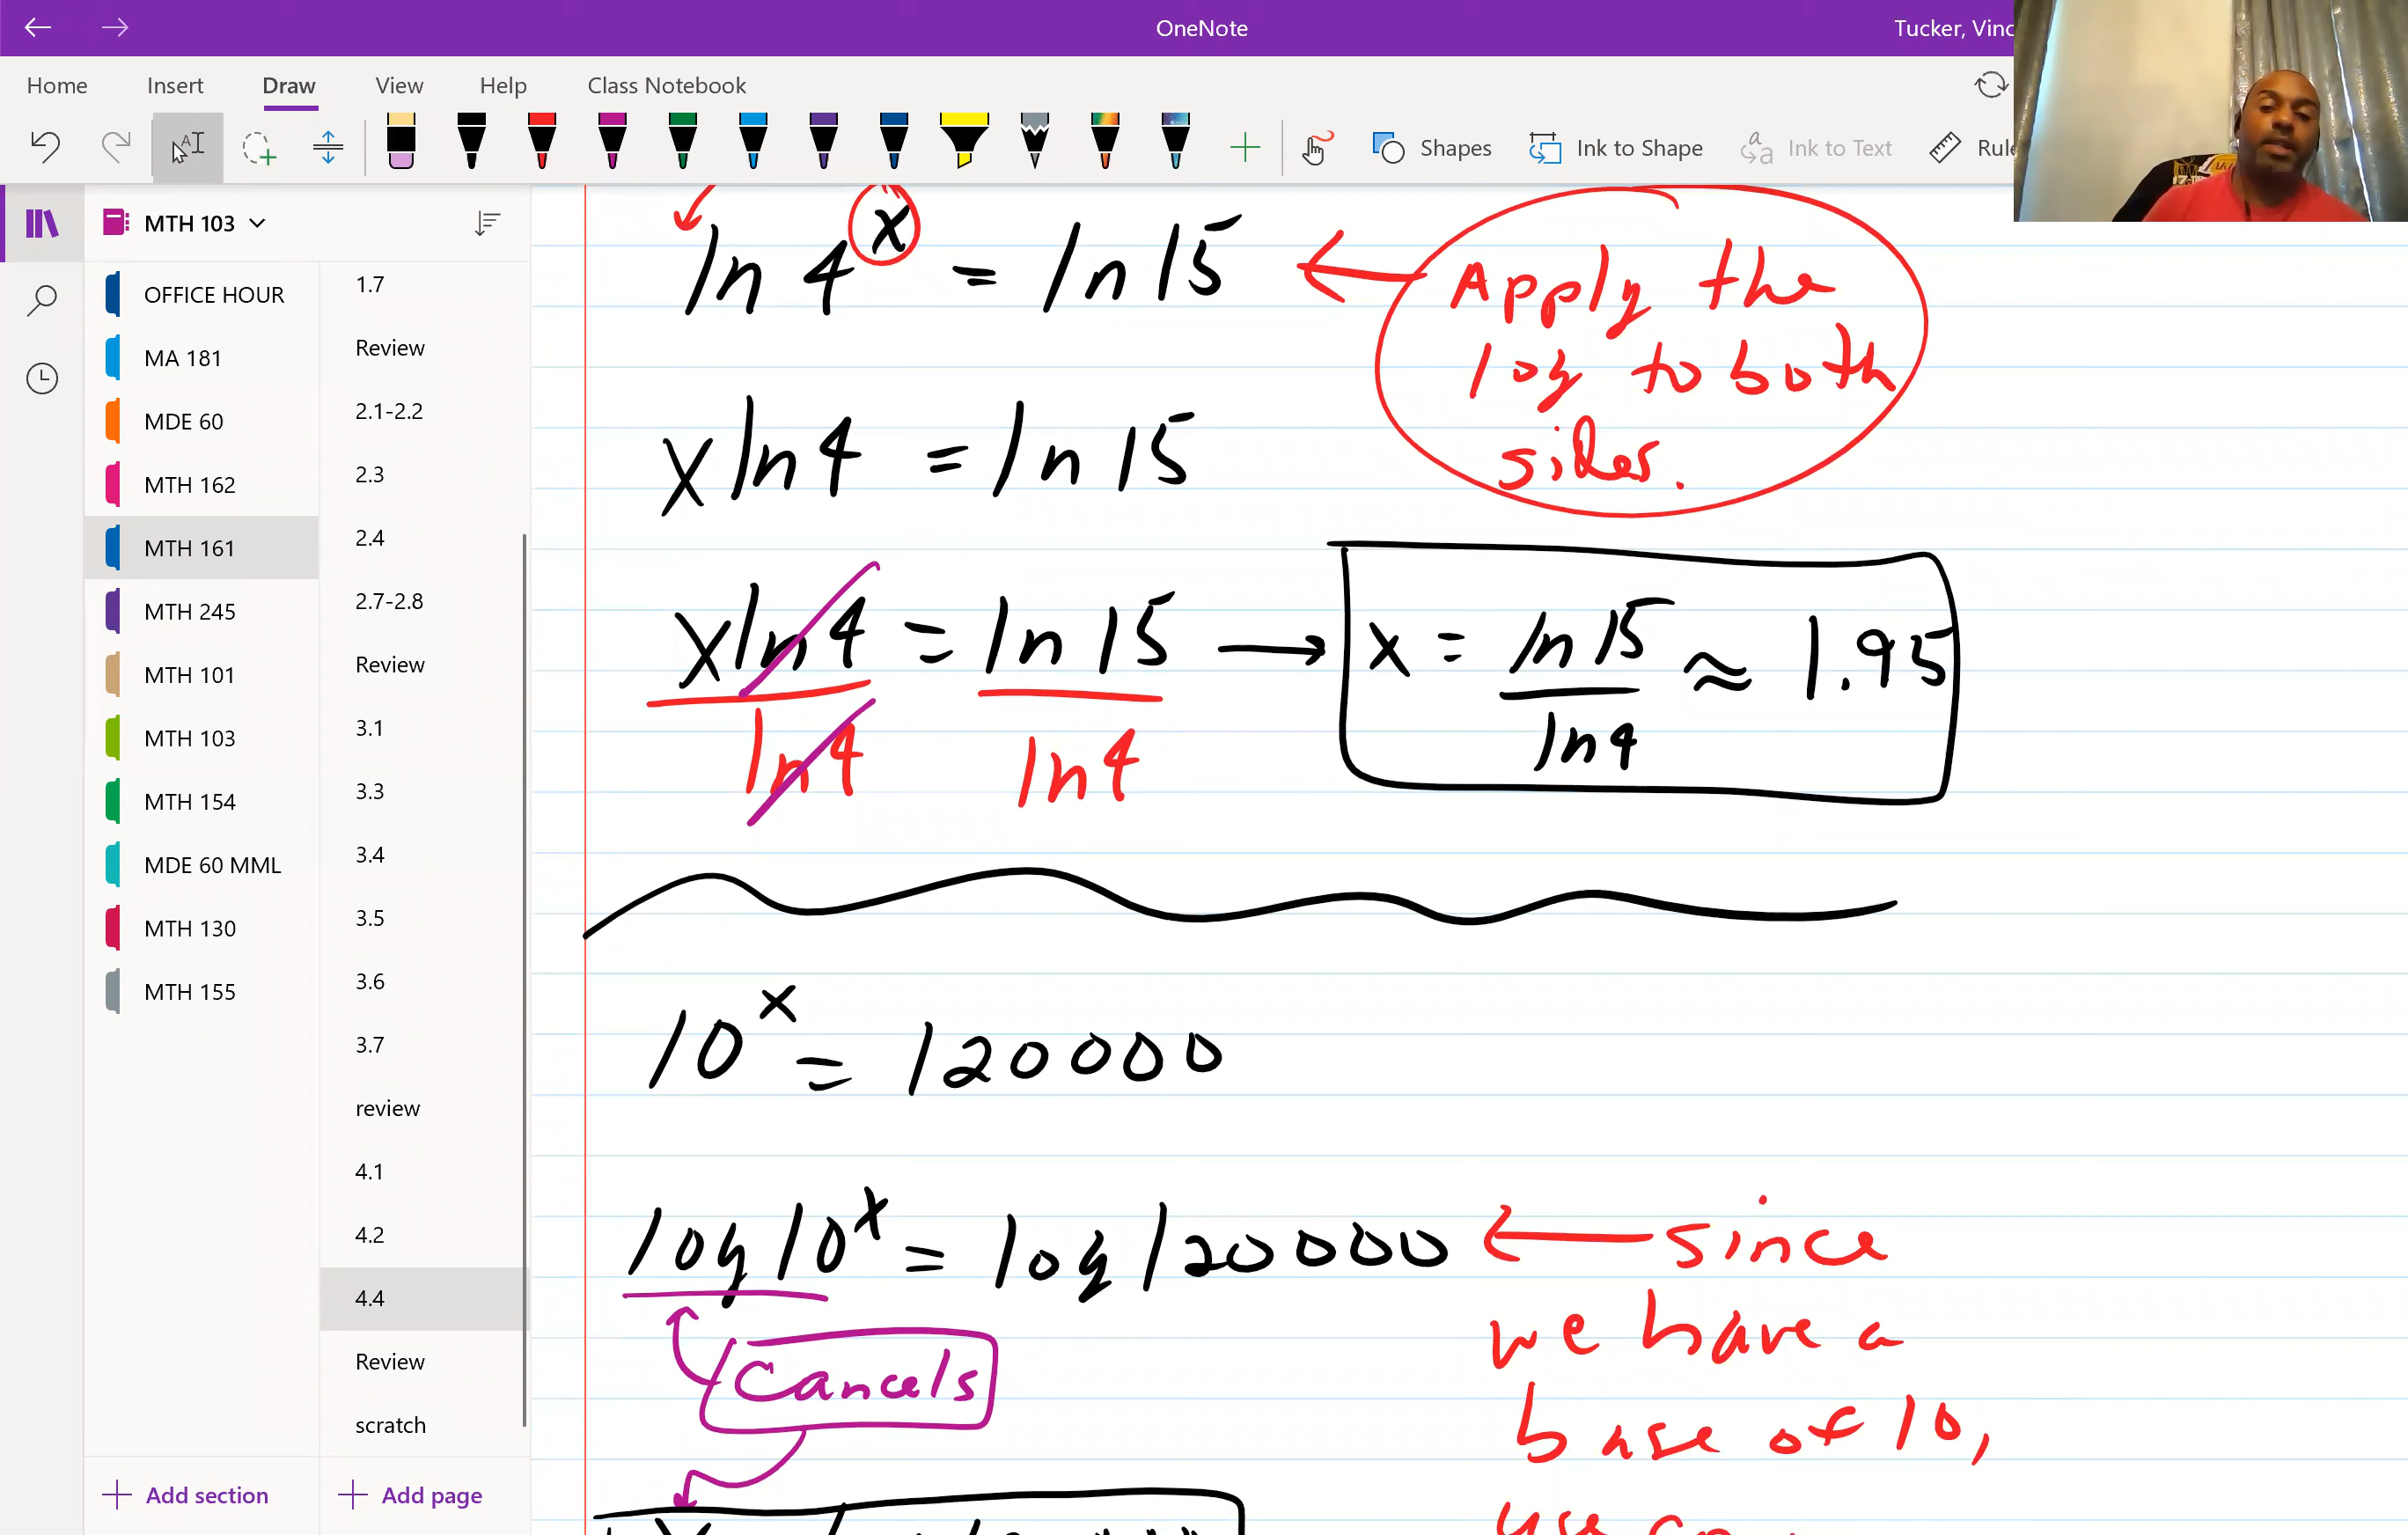 OneNote
Tucker, Vinc
Home Insert Draw View Help Class Notebook
Shapes Ink to Shape Ink to Text Rule
MTH 103
OFFICE HOUR
MA 181
MDE 60
MTH 162
MTH 161
MTH 245
MTH 101
MTH 103
MTH 154
MDE 60 MML
MTH 130
MTH 155
Add section
1.7
Review
2.1-2.2
2.3
2.4
2.7-2.8
Review
3.1
3.3
3.4
3.5
3.6
3.7
review
4.1
4.2
4.4
Review
scratch
Add page
ln 4^x = ln 15
Apply the
log to both
sides.
x ln 4 = ln 15
x ln 4 / ln 4 = ln 15 / ln 4 → x = ln 15 / ln 4 ≈ 1.95
10^x = 120000
log 10^x = log 120000 ← since
we have a
base of 10,
Cancels